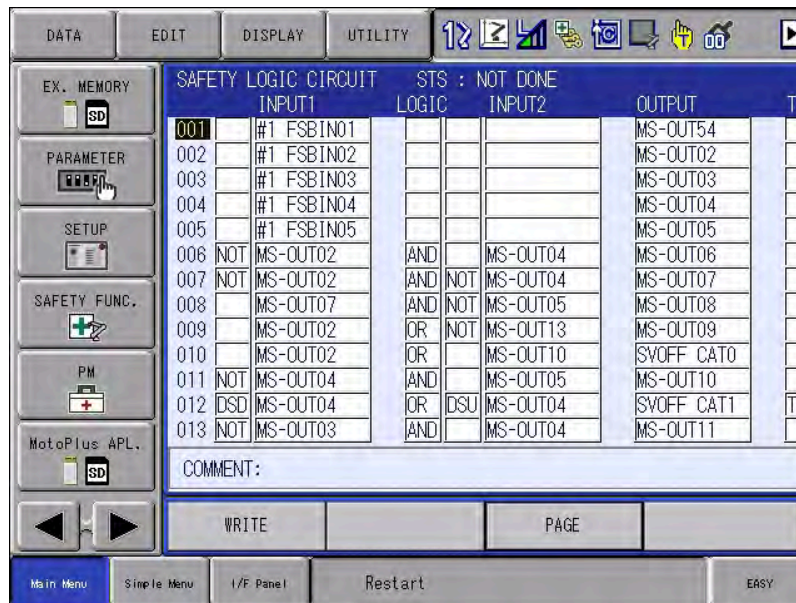 DATA EDIT DISPLAY UTILITY
EX. MEMORY
SD
PARAMETER
SETUP
SAFETY FUNC.
PM
MotoPlus APL.
SD
SAFETY LOGIC CIRCUIT STS : NOT DONE
INPUT1 LOGIC INPUT2 OUTPUT T
001 #1 FSBIN01 MS-OUT54
002 #1 FSBIN02 MS-OUT02
003 #1 FSBIN03 MS-OUT03
004 #1 FSBIN04 MS-OUT04
005 #1 FSBIN05 MS-OUT05
006 NOT MS-OUT02 AND MS-OUT04 MS-OUT06
007 NOT MS-OUT02 AND NOT MS-OUT04 MS-OUT07
008 MS-OUT07 AND NOT MS-OUT05 MS-OUT08
009 MS-OUT02 OR NOT MS-OUT13 MS-OUT09
010 MS-OUT02 OR MS-OUT10 SVOFF CAT0
011 NOT MS-OUT04 AND MS-OUT05 MS-OUT10
012 DSD MS-OUT04 OR DSU MS-OUT04 SVOFF CAT1 T
013 NOT MS-OUT03 AND MS-OUT04 MS-OUT11
COMMENT:
WRITE PAGE
Main Menu Simple Menu I/F Panel Restart EASY